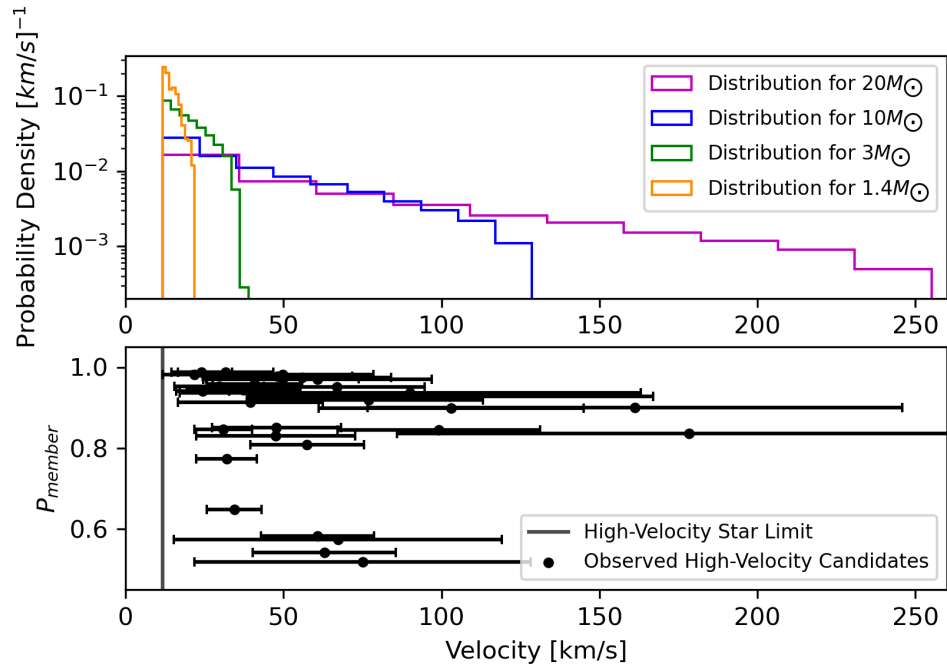 Probability Density [km/s]⁻¹
10⁻¹
10⁻²
10⁻³
Distribution for 20M☉
Distribution for 10M☉
Distribution for 3M☉
Distribution for 1.4M☉
0 50 100 150 200 250
P_member
1.0
0.8
0.6
High-Velocity Star Limit
Observed High-Velocity Candidates
0 50 100 150 200 250
Velocity [km/s]